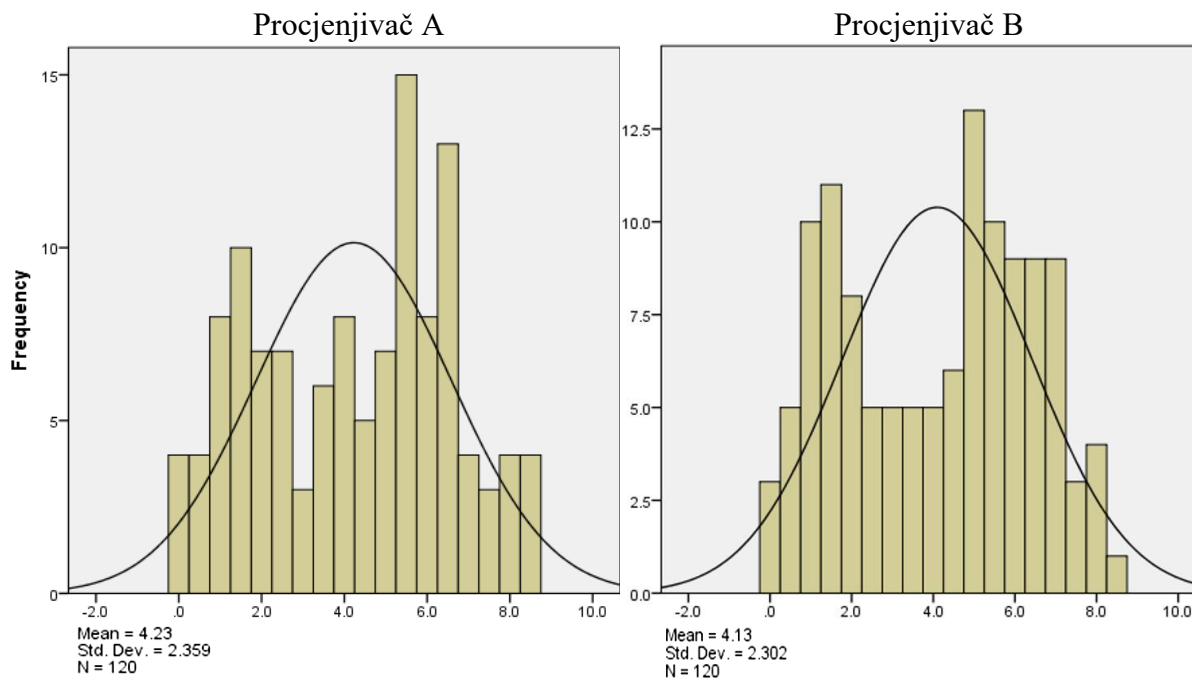 Procjenjivač A
Procjenjivač B
Frequency
15
10
5
0
-2.0 .0 2.0 4.0 6.0 8.0 10.0
Mean = 4.23
Std. Dev. = 2.359
N = 120
12.5
10.0
7.5
5.0
2.5
0.0
-2.0 .0 2.0 4.0 6.0 8.0 10.0
Mean = 4.13
Std. Dev. = 2.302
N = 120